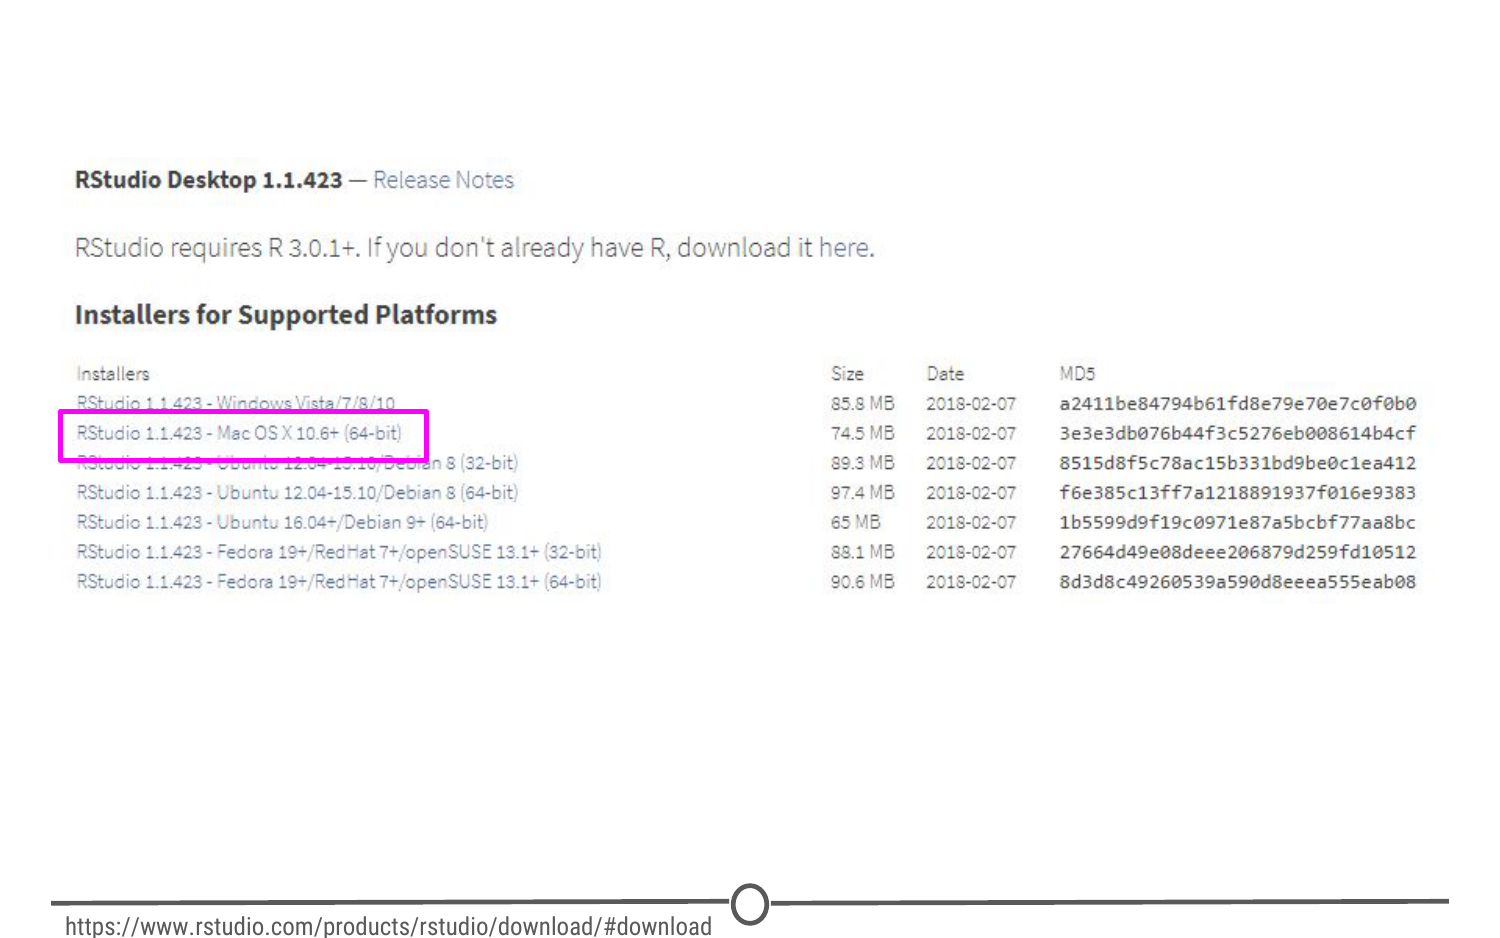 RStudio Desktop 1.1.423 — Release Notes
RStudio requires R 3.0.1+. If you don't already have R, download it here.
Installers for Supported Platforms
Installers Size Date MD5
RStudio 1.1.423 - Windows Vista/7/8/10 85.8 MB 2018-02-07 a2411be84794b61fd8e79e70e7c0f0b0
RStudio 1.1.423 - Mac OS X 10.6+ (64-bit) 74.5 MB 2018-02-07 3e3e3db076b44f3c5276eb008614b4cf
RStudio 1.1.423 - Ubuntu 12.04-15.10/Debian 8 (32-bit) 89.3 MB 2018-02-07 8515d8f5c78ac15b331bd9be0c1ea412
RStudio 1.1.423 - Ubuntu 12.04-15.10/Debian 8 (64-bit) 97.4 MB 2018-02-07 f6e385c13ff7a1218891937f016e9383
RStudio 1.1.423 - Ubuntu 16.04+/Debian 9+ (64-bit) 65 MB 2018-02-07 1b5599d9f19c0971e87a5bcbf77aa8bc
RStudio 1.1.423 - Fedora 19+/RedHat 7+/openSUSE 13.1+ (32-bit) 88.1 MB 2018-02-07 27664d49e08deee206879d259fd10512
RStudio 1.1.423 - Fedora 19+/RedHat 7+/openSUSE 13.1+ (64-bit) 90.6 MB 2018-02-07 8d3d8c49260539a590d8eeea555eab08
https://www.rstudio.com/products/rstudio/download/#download